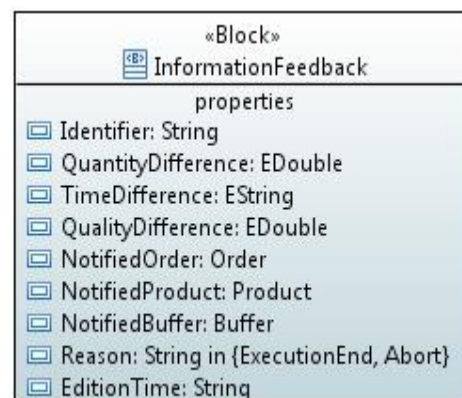 «Block»
InformationFeedback
properties
Identifier: String
QuantityDifference: EDouble
TimeDifference: EString
QualityDifference: EDouble
NotifiedOrder: Order
NotifiedProduct: Product
NotifiedBuffer: Buffer
Reason: String in {ExecutionEnd, Abort}
EditionTime: String